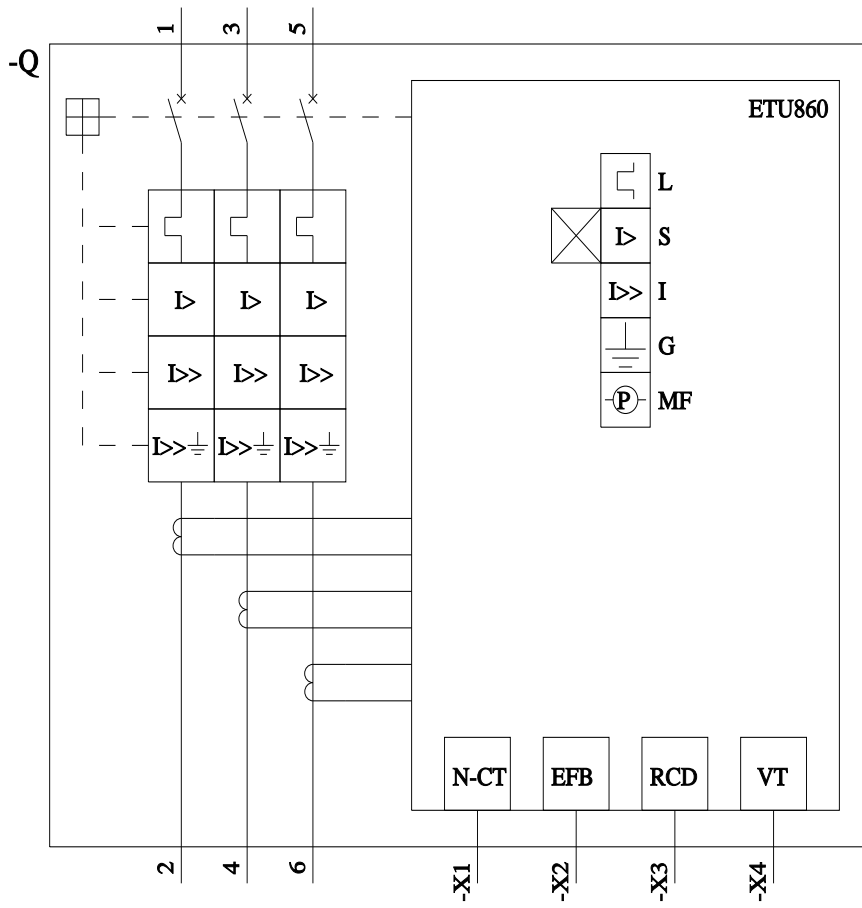 1 3 5
-Q
ETU860
L
I> S
I>> I
G
P MF
I> I> I>
I>> I>> I>>
I>> I>> I>>
N-CT EFB RCD VT
2 4 6
-X1 -X2 -X3 -X4